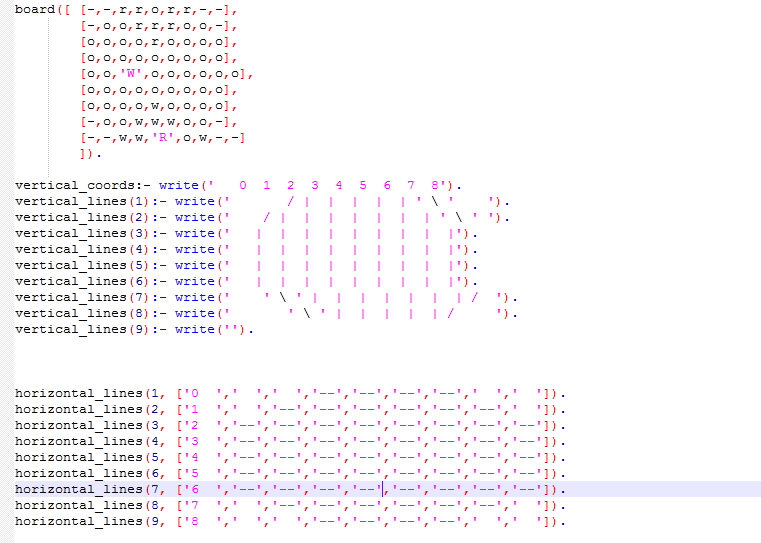 board([ [-,-,r,r,o,r,r,-,-],
[-,o,o,r,r,r,o,o,-],
[o,o,o,o,r,o,o,o,o],
[o,o,o,o,o,o,o,o,o],
[o,o,'W',o,o,o,o,o,o],
[o,o,o,o,o,o,o,o,o],
[o,o,o,o,w,o,o,o,o],
[-,o,o,w,w,w,o,o,-],
[-,-,w,w,'R',o,w,-,-]
]).
vertical_coords:- write('   0  1  2  3  4  5  6  7  8').
vertical_lines(1):- write('       / |  |  |  |  | ' \ '    ').
vertical_lines(2):- write('    / |  |  |  |  |  |  | ' \ ' ').
vertical_lines(3):- write('   |  |  |  |  |  |  |  |  |').
vertical_lines(4):- write('   |  |  |  |  |  |  |  |  |').
vertical_lines(5):- write('   |  |  |  |  |  |  |  |  |').
vertical_lines(6):- write('   |  |  |  |  |  |  |  |  |').
vertical_lines(7):- write('    ' \ ' |  |  |  |  |  |  | /  ').
vertical_lines(8):- write('       ' \ ' |  |  |  |  | /     ').
vertical_lines(9):- write('').
horizontal_lines(1, ['0  ','  ','  ','--','--','--','--','  ','  ']).
horizontal_lines(2, ['1  ','  ','--','--','--','--','--','--','  ']).
horizontal_lines(3, ['2  ','--','--','--','--','--','--','--','--']).
horizontal_lines(4, ['3  ','--','--','--','--','--','--','--','--']).
horizontal_lines(5, ['4  ','--','--','--','--','--','--','--','--']).
horizontal_lines(6, ['5  ','--','--','--','--','--','--','--','--']).
horizontal_lines(7, ['6  ','--','--','--','--','--','--','--','--']).
horizontal_lines(8, ['7  ','  ','--','--','--','--','--','--','  ']).
horizontal_lines(9, ['8  ','  ','  ','--','--','--','--','  ','  ']).